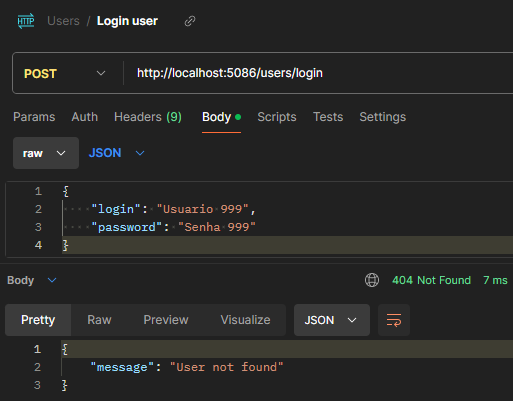 HTTP Users / Login user
POST http://localhost:5086/users/login
Params Auth Headers (9) Body Scripts Tests Settings
raw JSON
1 {
2 "login": "Usuario 999",
3 "password": "Senha 999"
4 }
Body 404 Not Found 7 ms
Pretty Raw Preview Visualize JSON
1 {
2 "message": "User not found"
3 }